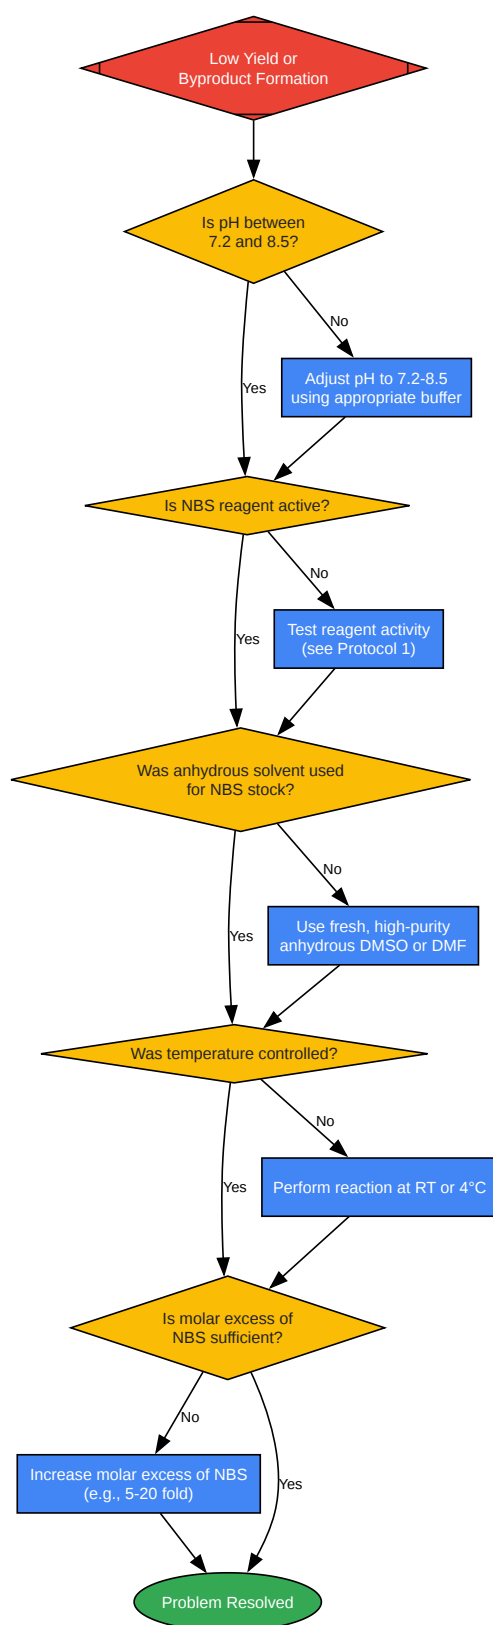 Low Yield or
Byproduct Formation
Is pH between
7.2 and 8.5?
No
Adjust pH to 7.2-8.5
using appropriate buffer
Yes
Is NBS reagent active?
No
Test reagent activity
(see Protocol 1)
Yes
Was anhydrous solvent used
for NBS stock?
No
Use fresh, high-purity
anhydrous DMSO or DMF
Yes
Was temperature controlled?
No
Perform reaction at RT or 4°C
Yes
Is molar excess of
NBS sufficient?
No
Increase molar excess of NBS
(e.g., 5-20 fold)
Yes
Problem Resolved